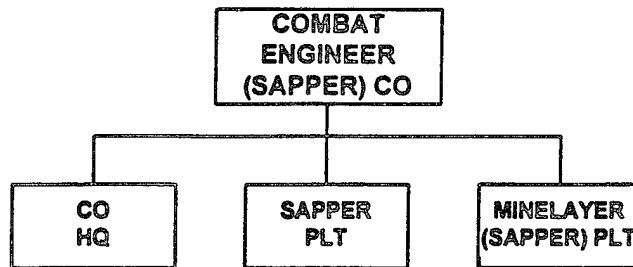 COMBAT
ENGINEER
(SAPPER) CO
CO
HQ
SAPPER
PLT
MINELAYER
(SAPPER) PLT